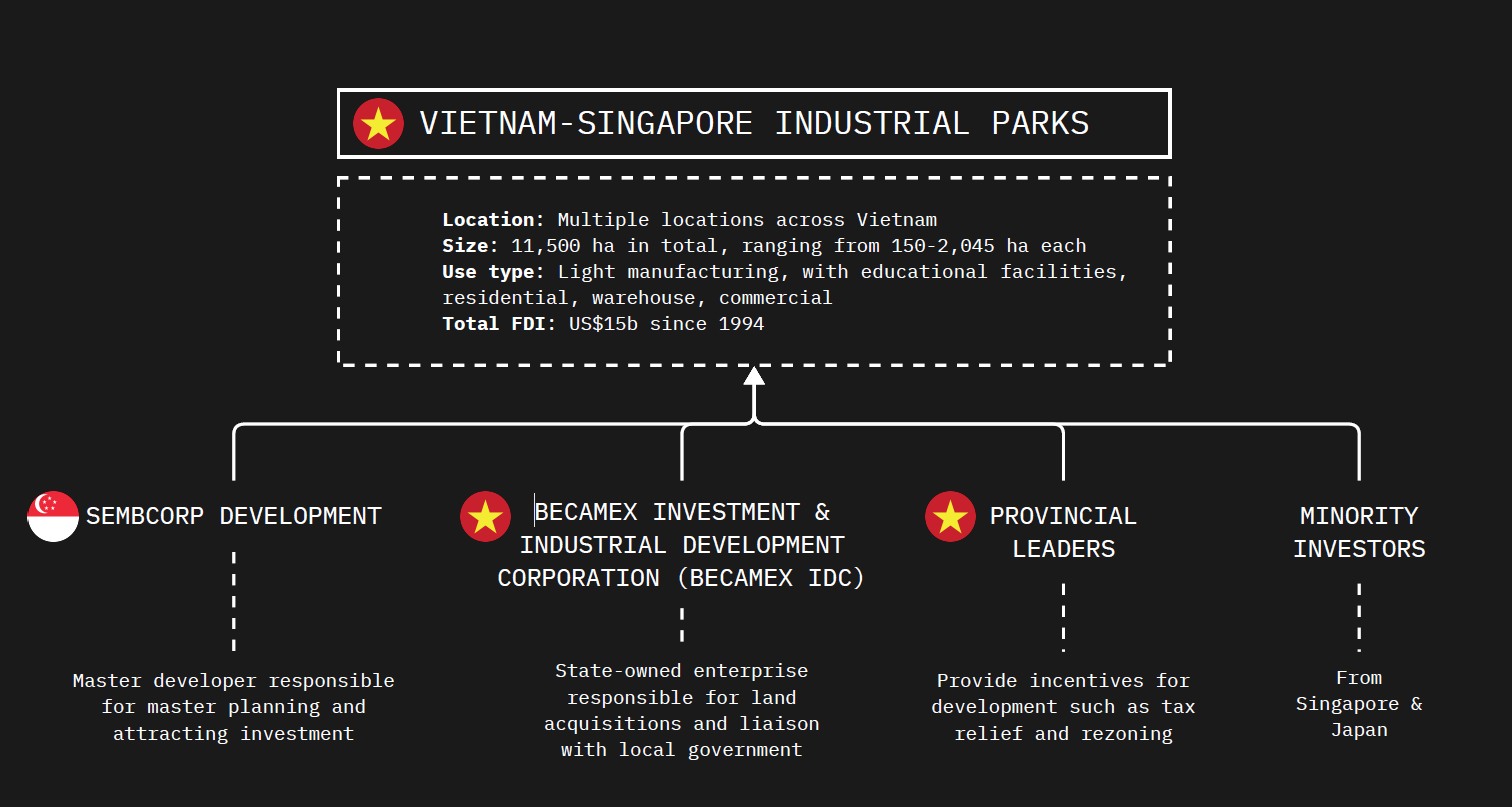 VIETNAM-SINGAPORE INDUSTRIAL PARKS
Location: Multiple locations across Vietnam
Size: 11,500 ha in total, ranging from 150-2,045 ha each
Use type: Light manufacturing, with educational facilities,
residential, warehouse, commercial
Total FDI: US$15b since 1994
SEMBCORP DEVELOPMENT
Master developer responsible
for master planning and
attracting investment
BECAMEX INVESTMENT &
INDUSTRIAL DEVELOPMENT
CORPORATION (BECAMEX IDC)
State-owned enterprise
responsible for land
acquisitions and liaison
with local government
PROVINCIAL
LEADERS
Provide incentives for
development such as tax
relief and rezoning
MINORITY
INVESTORS
From
Singapore &
Japan